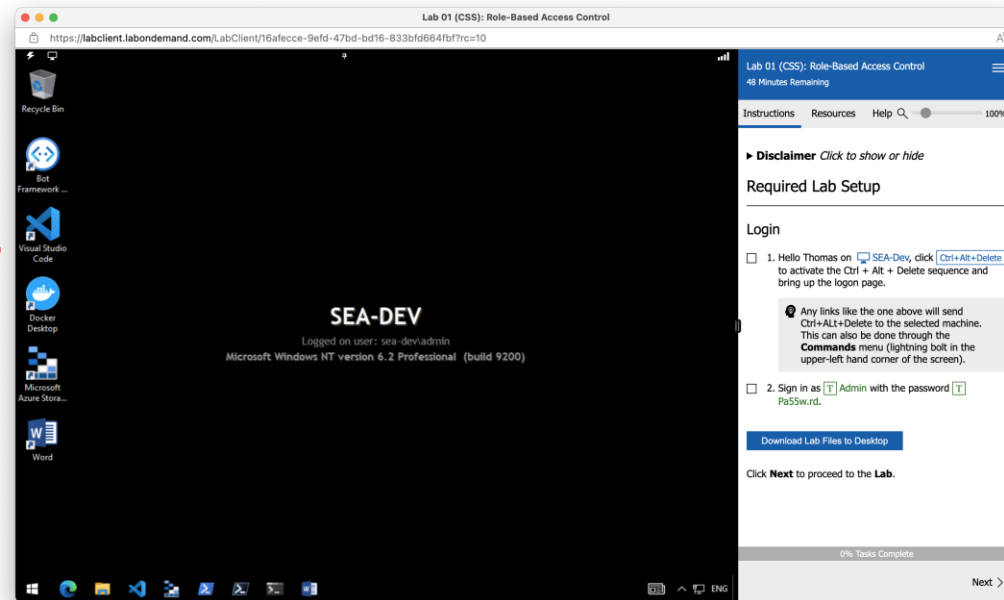 Lab 01 (CSS): Role-Based Access Control
https://labclient.labondemand.com/LabClient/16afecce-9efd-47bd-bd16-833bfd664fbf?rc=10
Recycle Bin
Bot
Framework ...
Visual Studio
Code
Docker
Desktop
Microsoft
Azure Stora...
Word
SEA-DEV
Logged on user: sea-dev\admin
Microsoft Windows NT version 6.2 Professional (build 9200)
ENG
Lab 01 (CSS): Role-Based Access Control
48 Minutes Remaining
Instructions Resources Help 100%
Disclaimer Click to show or hide
Required Lab Setup
Login
1. Hello Thomas on SEA-Dev, click Ctrl+Alt+Delete
to activate the Ctrl + Alt + Delete sequence and
bring up the logon page.
Any links like the one above will send
Ctrl+ALt+Delete to the selected machine.
This can also be done through the
Commands menu (lightning bolt in the
upper-left hand corner of the screen).
2. Sign in as T Admin with the password T
Pa55w.rd.
Download Lab Files to Desktop
Click Next to proceed to the Lab.
0% Tasks Complete
Next >